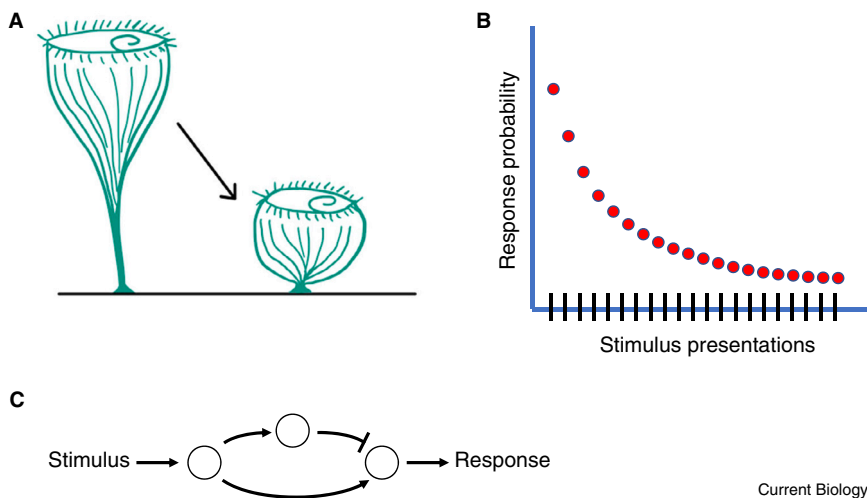 A
B
Response probability
Stimulus presentations
C
Stimulus
Response
Current Biology